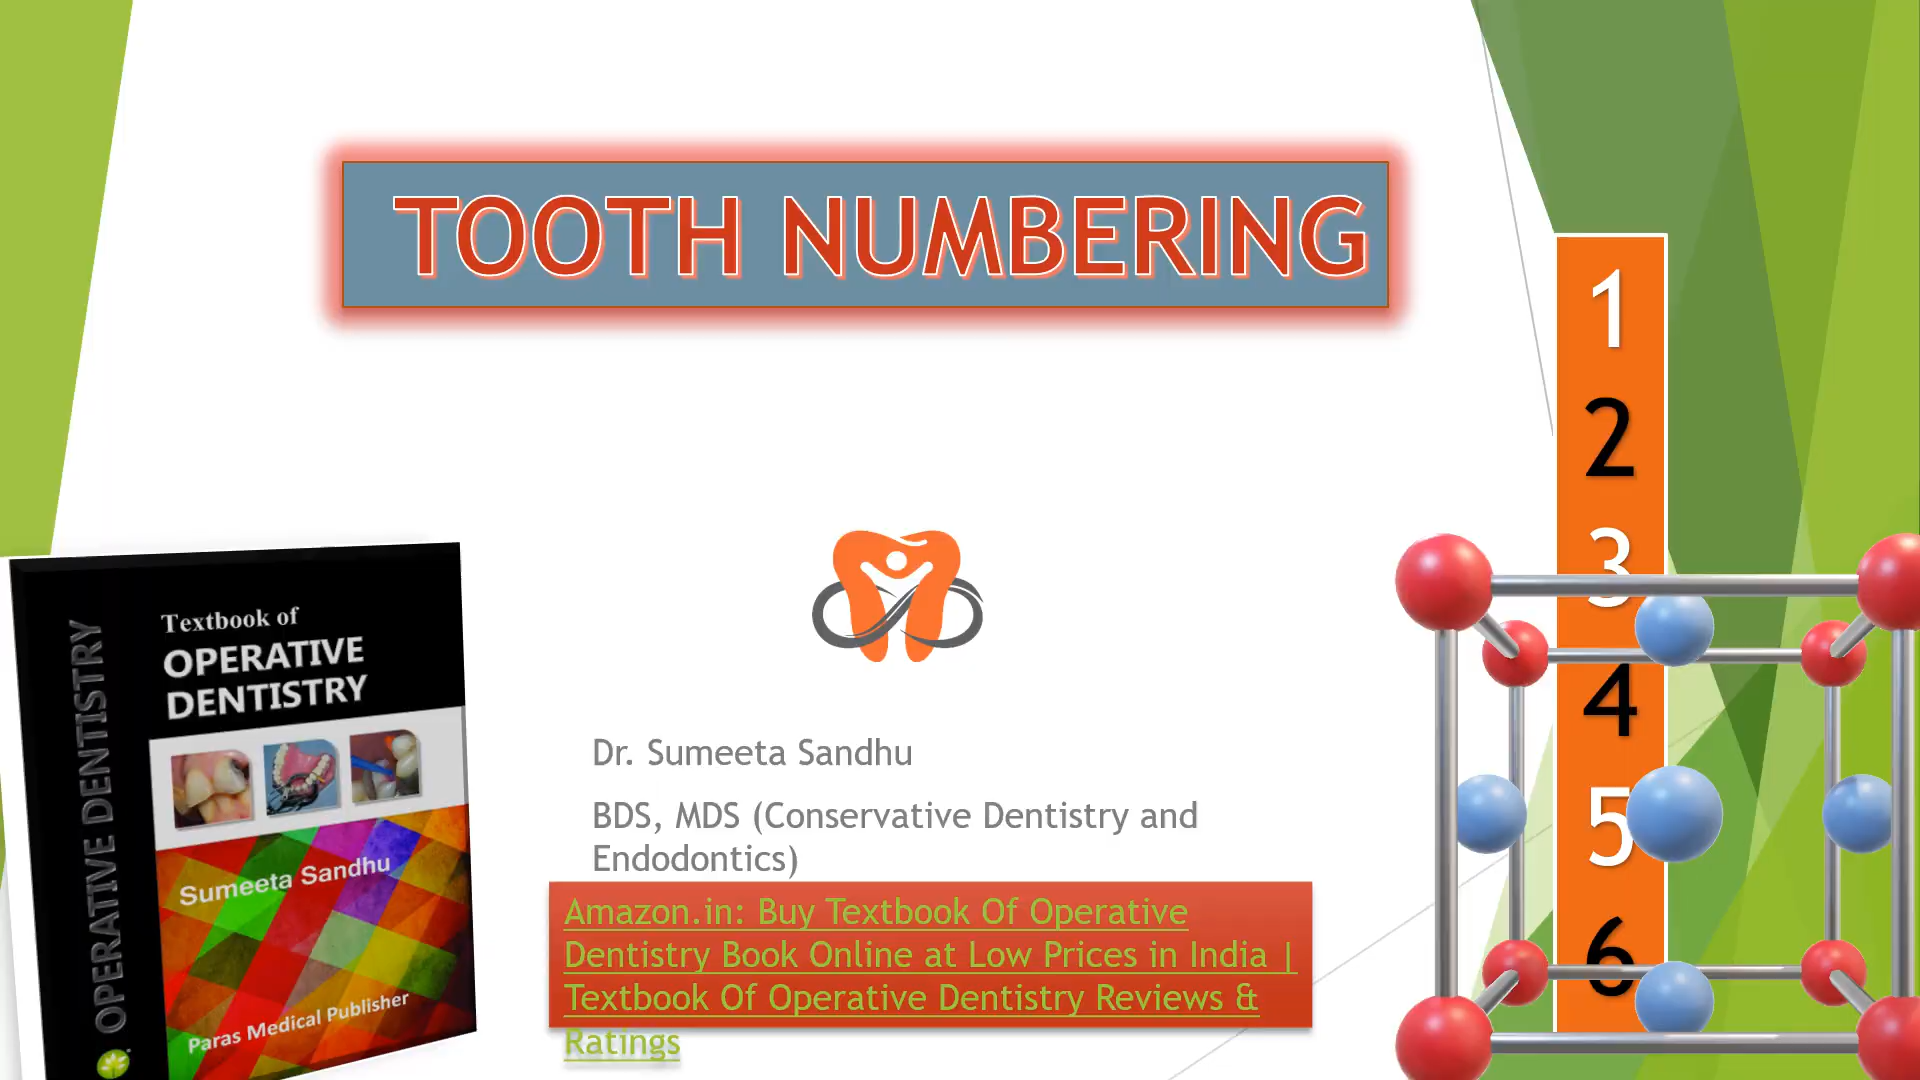 TOOTH NUMBERING
1
2
3
4
5
6
OPERATIVE DENTISTRY
Textbook of
OPERATIVE
DENTISTRY
Sumeeta Sandhu
Paras Medical Publisher
Dr. Sumeeta Sandhu
BDS, MDS (Conservative Dentistry and
Endodontics)
Amazon.in: Buy Textbook Of Operative
Dentistry Book Online at Low Prices in India |
Textbook Of Operative Dentistry Reviews &
Ratings